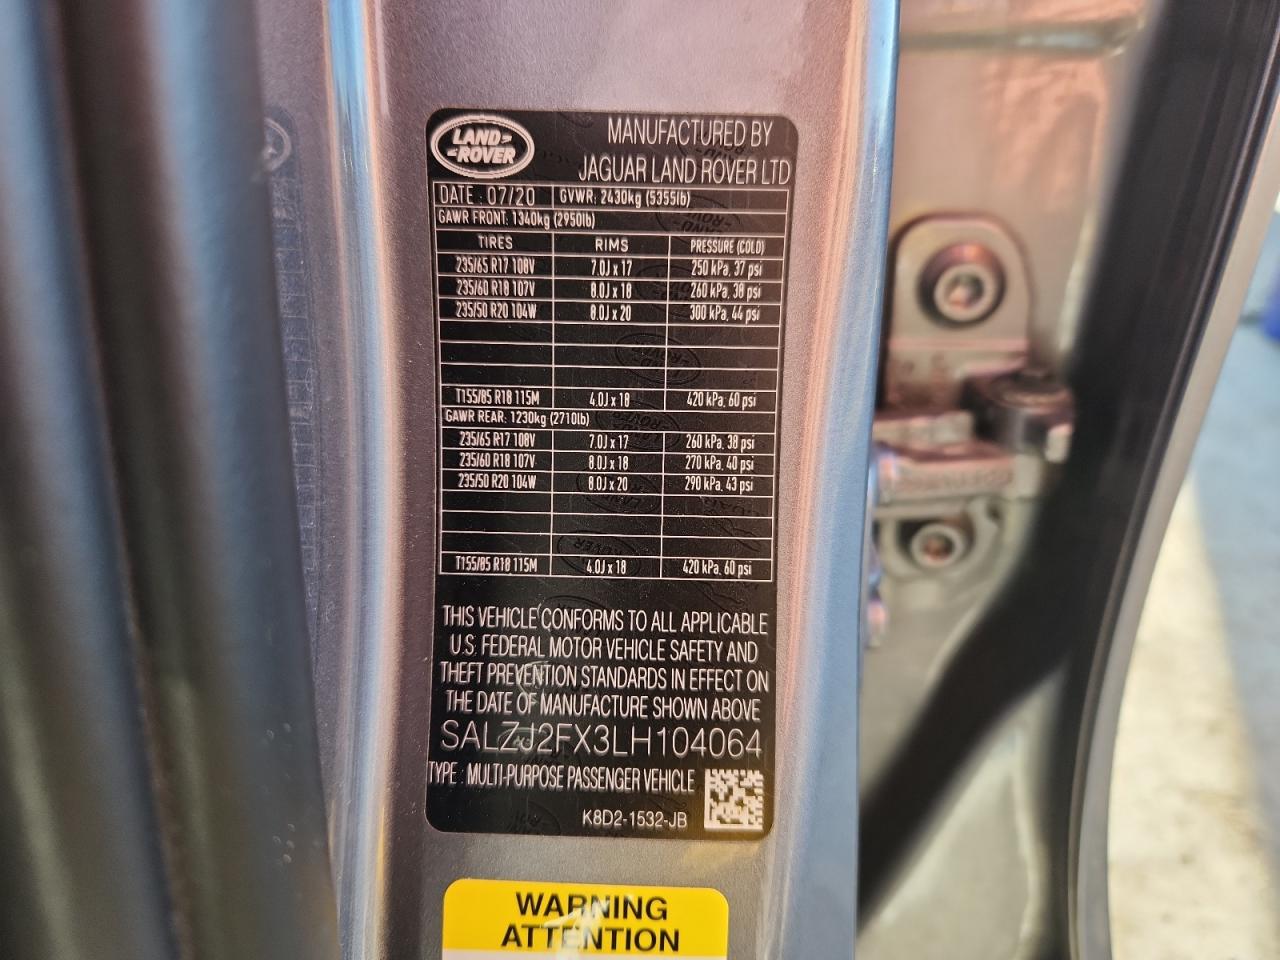 LAND-
-ROVER
MANUFACTURED BY
JAGUAR LAND ROVER LTD
DATE : 07/20 GVWR: 2430kg (5355lb)
GAWR FRONT: 1340kg (2950lb)
TIRES RIMS PRESSURE (COLD)
235/65 R17 108V 7.0J x 17 250 kPa, 37 psi
235/60 R18 107V 8.0J x 18 260 kPa, 38 psi
235/50 R20 104W 8.0J x 20 300 kPa, 44 psi
T155/85 R18 115M 4.0J x 18 420 kPa, 60 psi
GAWR REAR: 1230kg (2710lb)
235/65 R17 108V 7.0J x 17 260 kPa, 38 psi
235/60 R18 107V 8.0J x 18 270 kPa, 40 psi
235/50 R20 104W 8.0J x 20 290 kPa, 43 psi
T155/85 R18 115M 4.0J x 18 420 kPa, 60 psi
THIS VEHICLE CONFORMS TO ALL APPLICABLE
U.S. FEDERAL MOTOR VEHICLE SAFETY AND
THEFT PREVENTION STANDARDS IN EFFECT ON
THE DATE OF MANUFACTURE SHOWN ABOVE
SALZJ2FX3LH104064
TYPE : MULTI-PURPOSE PASSENGER VEHICLE
K8D2-1532-JB
WARNING
ATTENTION